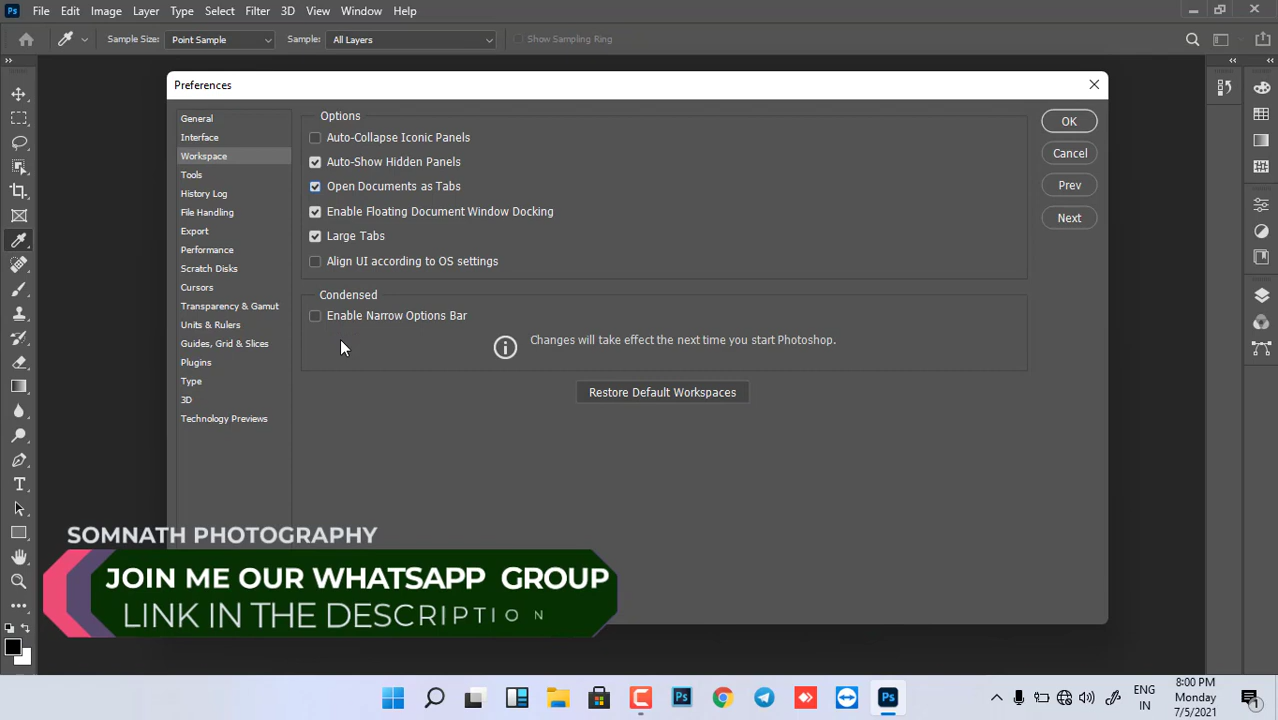 Ps File Edit Image Layer Type Select Filter 3D View Window Help
Sample Size: Point Sample Sample: All Layers Show Sampling Ring
Preferences
General
Interface
Workspace
Tools
History Log
File Handling
Export
Performance
Scratch Disks
Cursors
Transparency & Gamut
Units & Rulers
Guides, Grid & Slices
Plugins
Type
3D
Technology Previews
Options
Auto-Collapse Iconic Panels
Auto-Show Hidden Panels
Open Documents as Tabs
Enable Floating Document Window Docking
Large Tabs
Align UI according to OS settings
Condensed
Enable Narrow Options Bar
Changes will take effect the next time you start Photoshop.
Restore Default Workspaces
OK
Cancel
Prev
Next
SOMNATH PHOTOGRAPHY
JOIN ME OUR WHATSAPP GROUP
LINK IN THE DESCRIPTION
Ps
Ps
ENG
IN
8:00 PM
Monday
7/5/2021
1